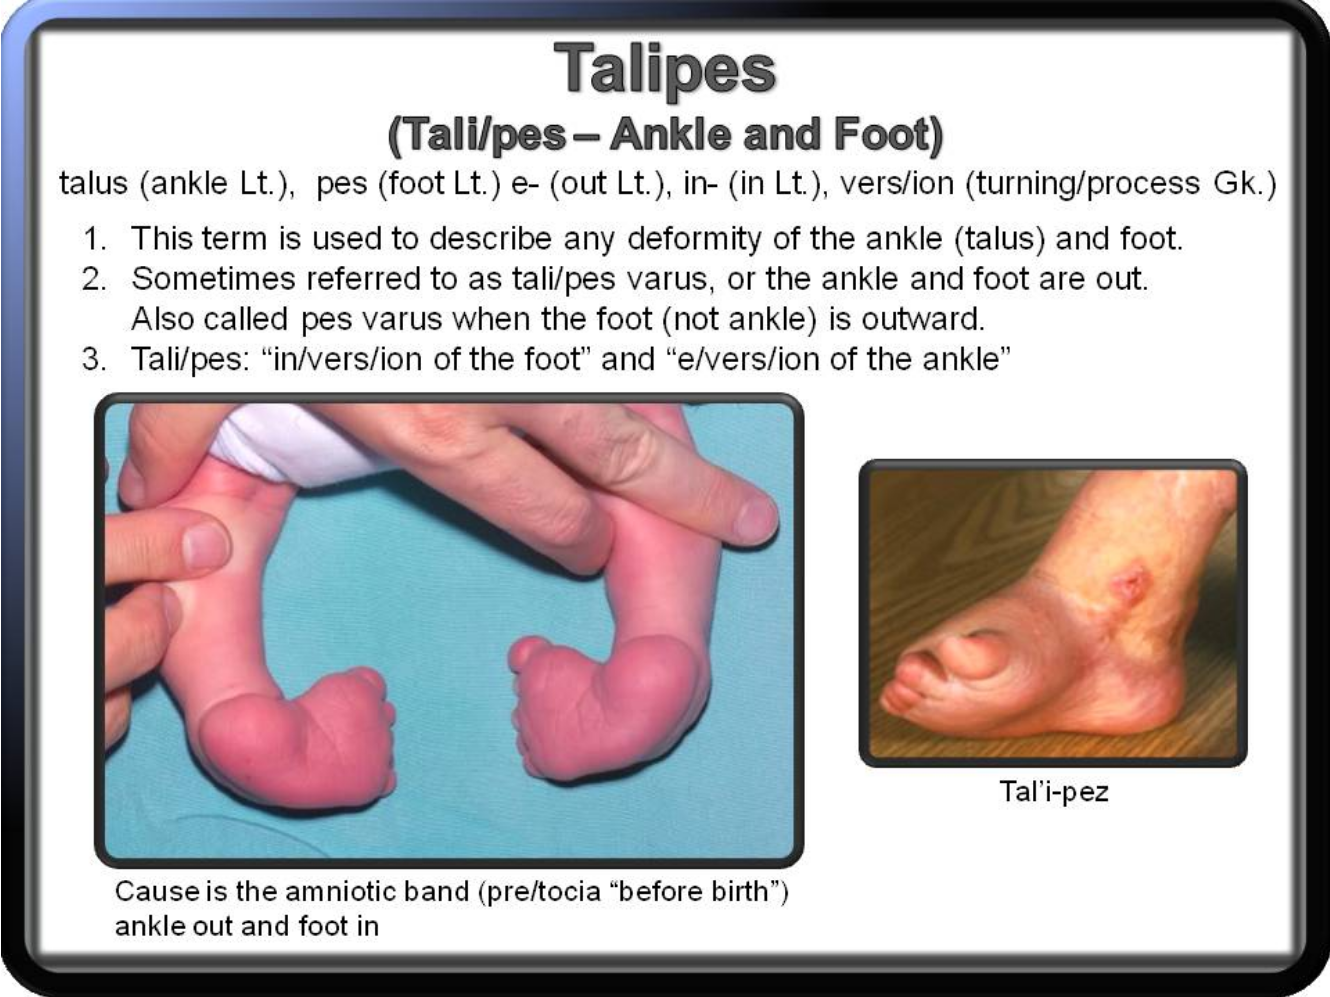 Talipes
(Tali/pes – Ankle and Foot)
talus (ankle Lt.), pes (foot Lt.) e- (out Lt.), in- (in Lt.), vers/ion (turning/process Gk.)
1. This term is used to describe any deformity of the ankle (talus) and foot.
2. Sometimes referred to as tali/pes varus, or the ankle and foot are out.
Also called pes varus when the foot (not ankle) is outward.
3. Tali/pes: “in/vers/ion of the foot” and “e/vers/ion of the ankle”
Tal’i-pez
Cause is the amniotic band (pre/tocia “before birth”)
ankle out and foot in